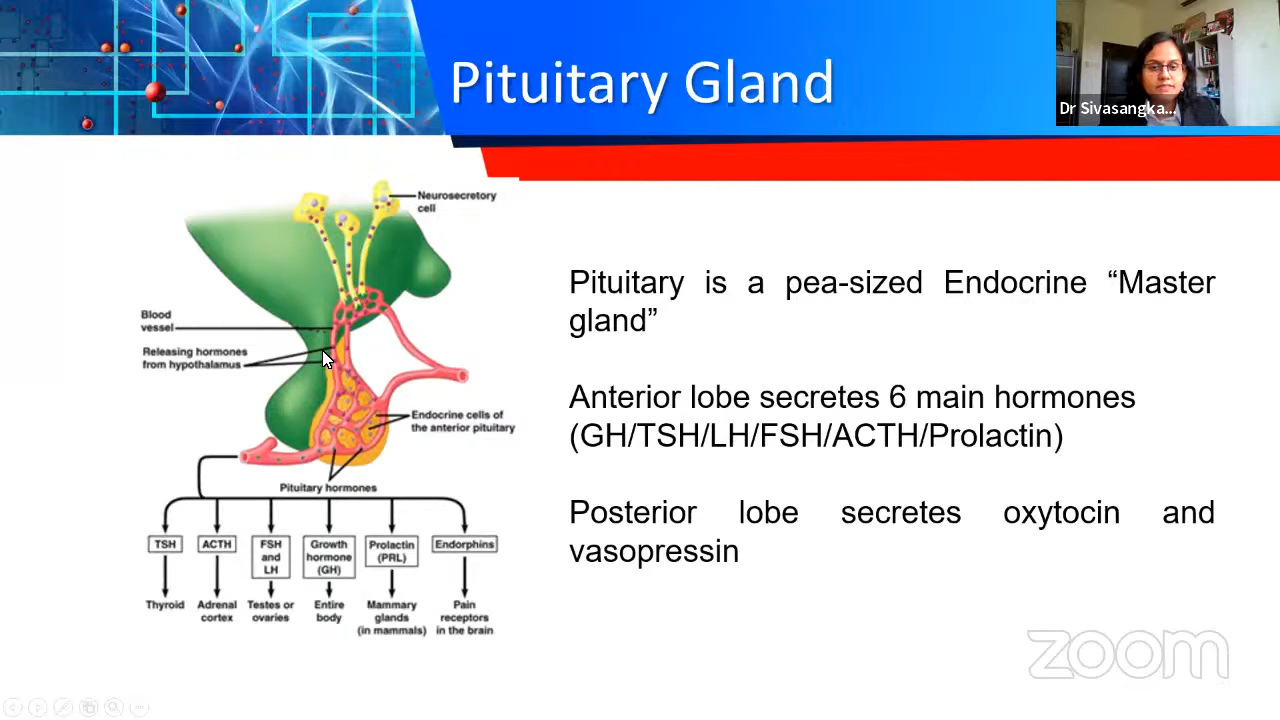 Pituitary Gland
Dr Sivasangka...
Neurosecretory
cell
Blood
vessel
Releasing hormones
from hypothalamus
Endocrine cells of
the anterior pituitary
Pituitary hormones
TSH
ACTH
FSH
and
LH
Growth
hormone
(GH)
Prolactin
(PRL)
Endorphins
Thyroid
Adrenal
cortex
Testes or
ovaries
Entire
body
Mammary
glands
(in mammals)
Pain
receptors
in the brain
Pituitary is a pea-sized Endocrine “Master
gland”
Anterior lobe secretes 6 main hormones
(GH/TSH/LH/FSH/ACTH/Prolactin)
Posterior lobe secretes oxytocin and
vasopressin
zoom